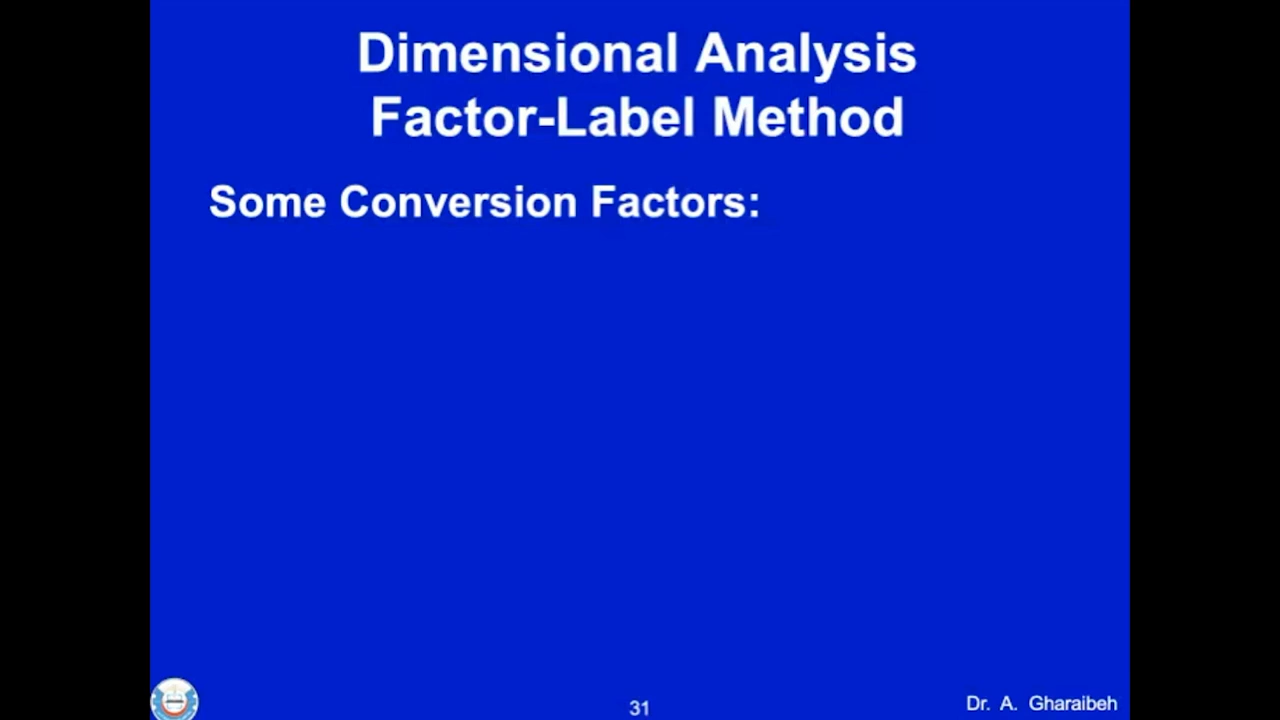 Dimensional Analysis
Factor-Label Method
Some Conversion Factors:
31
Dr. A. Gharaibeh